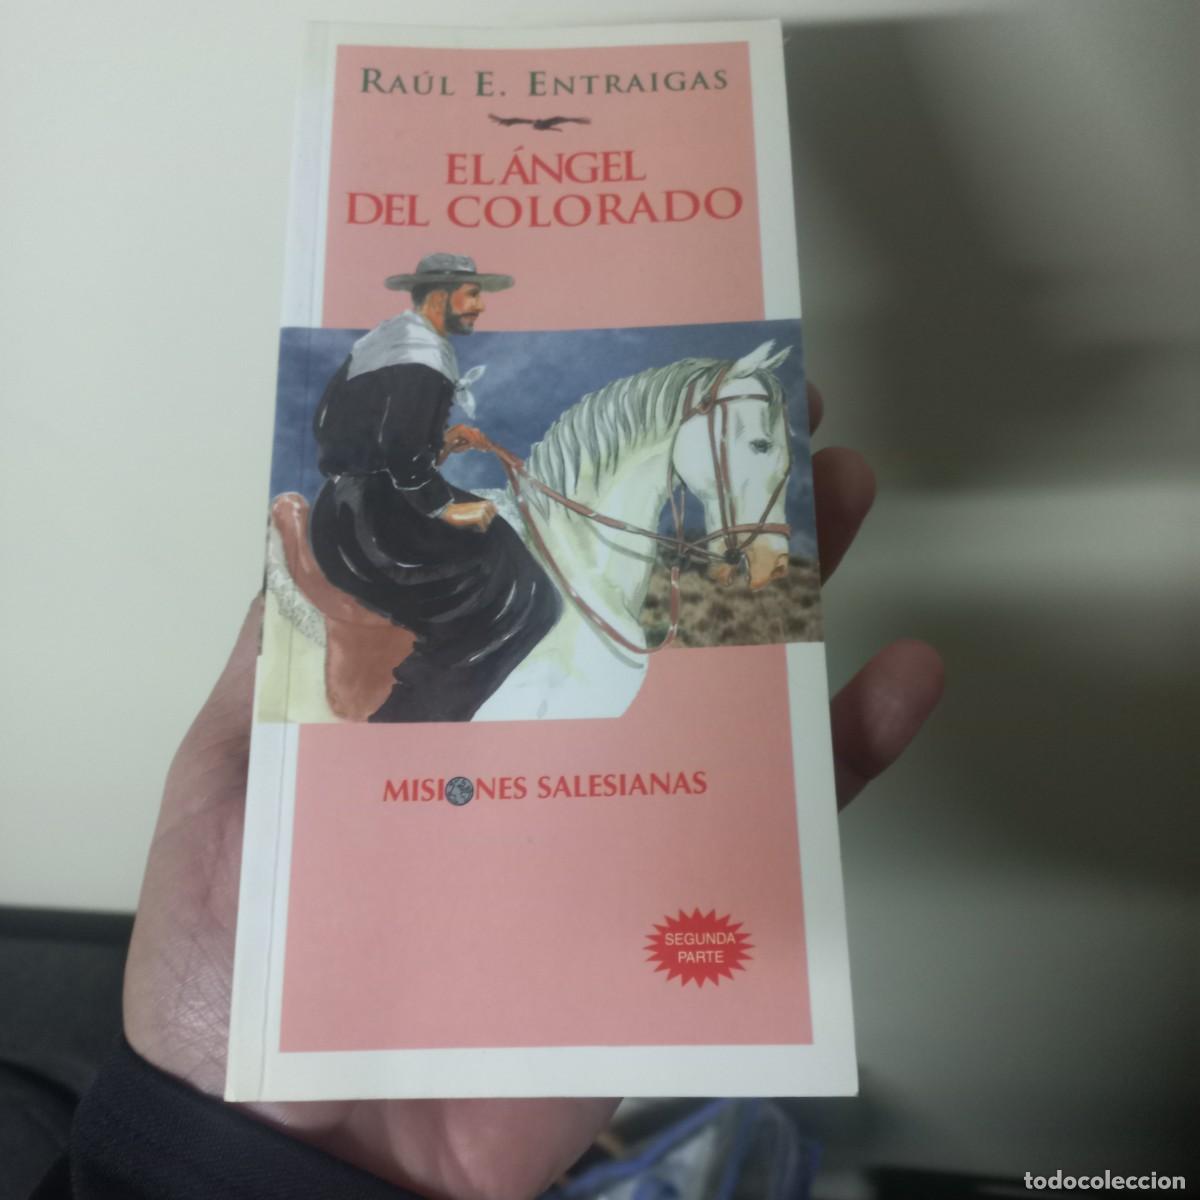 RAÚL E. ENTRAIGAS
EL ÁNGEL
DEL COLORADO
MISIONES SALESIANAS
SEGUNDA
PARTE
todocoleccion